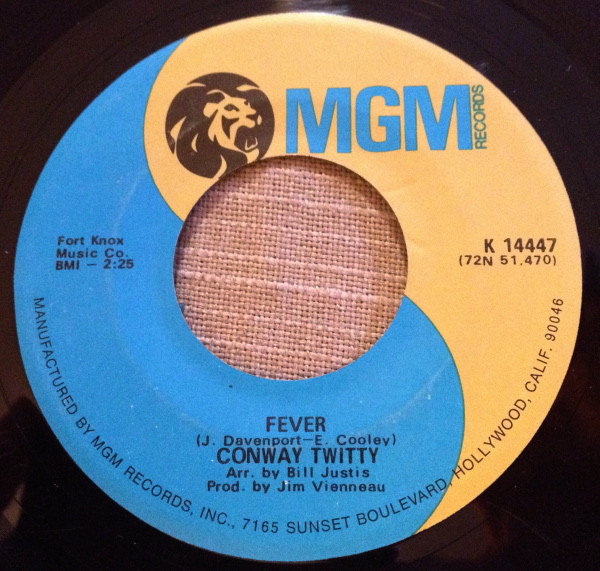 MGM
RECORDS
Fort Knox
Music Co.
BMI – 2:25
K 14447
(72N 51,470)
FEVER
(J. Davenport–E. Cooley)
CONWAY TWITTY
Arr. by Bill Justis
Prod. by Jim Vienneau
MANUFACTURED BY MGM RECORDS, INC., 7165 SUNSET BOULEVARD, HOLLYWOOD, CALIF. 90046